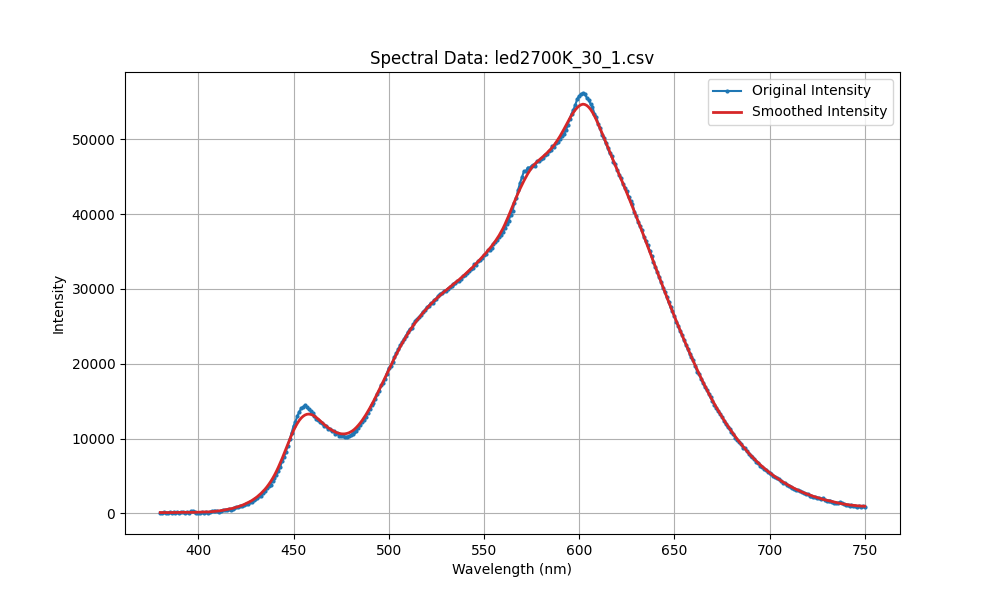 Spectral Data: led2700K_30_1.csv
Original Intensity
Smoothed Intensity
50000
40000
30000
20000
10000
0
Intensity
400 450 500 550 600 650 700 750
Wavelength (nm)